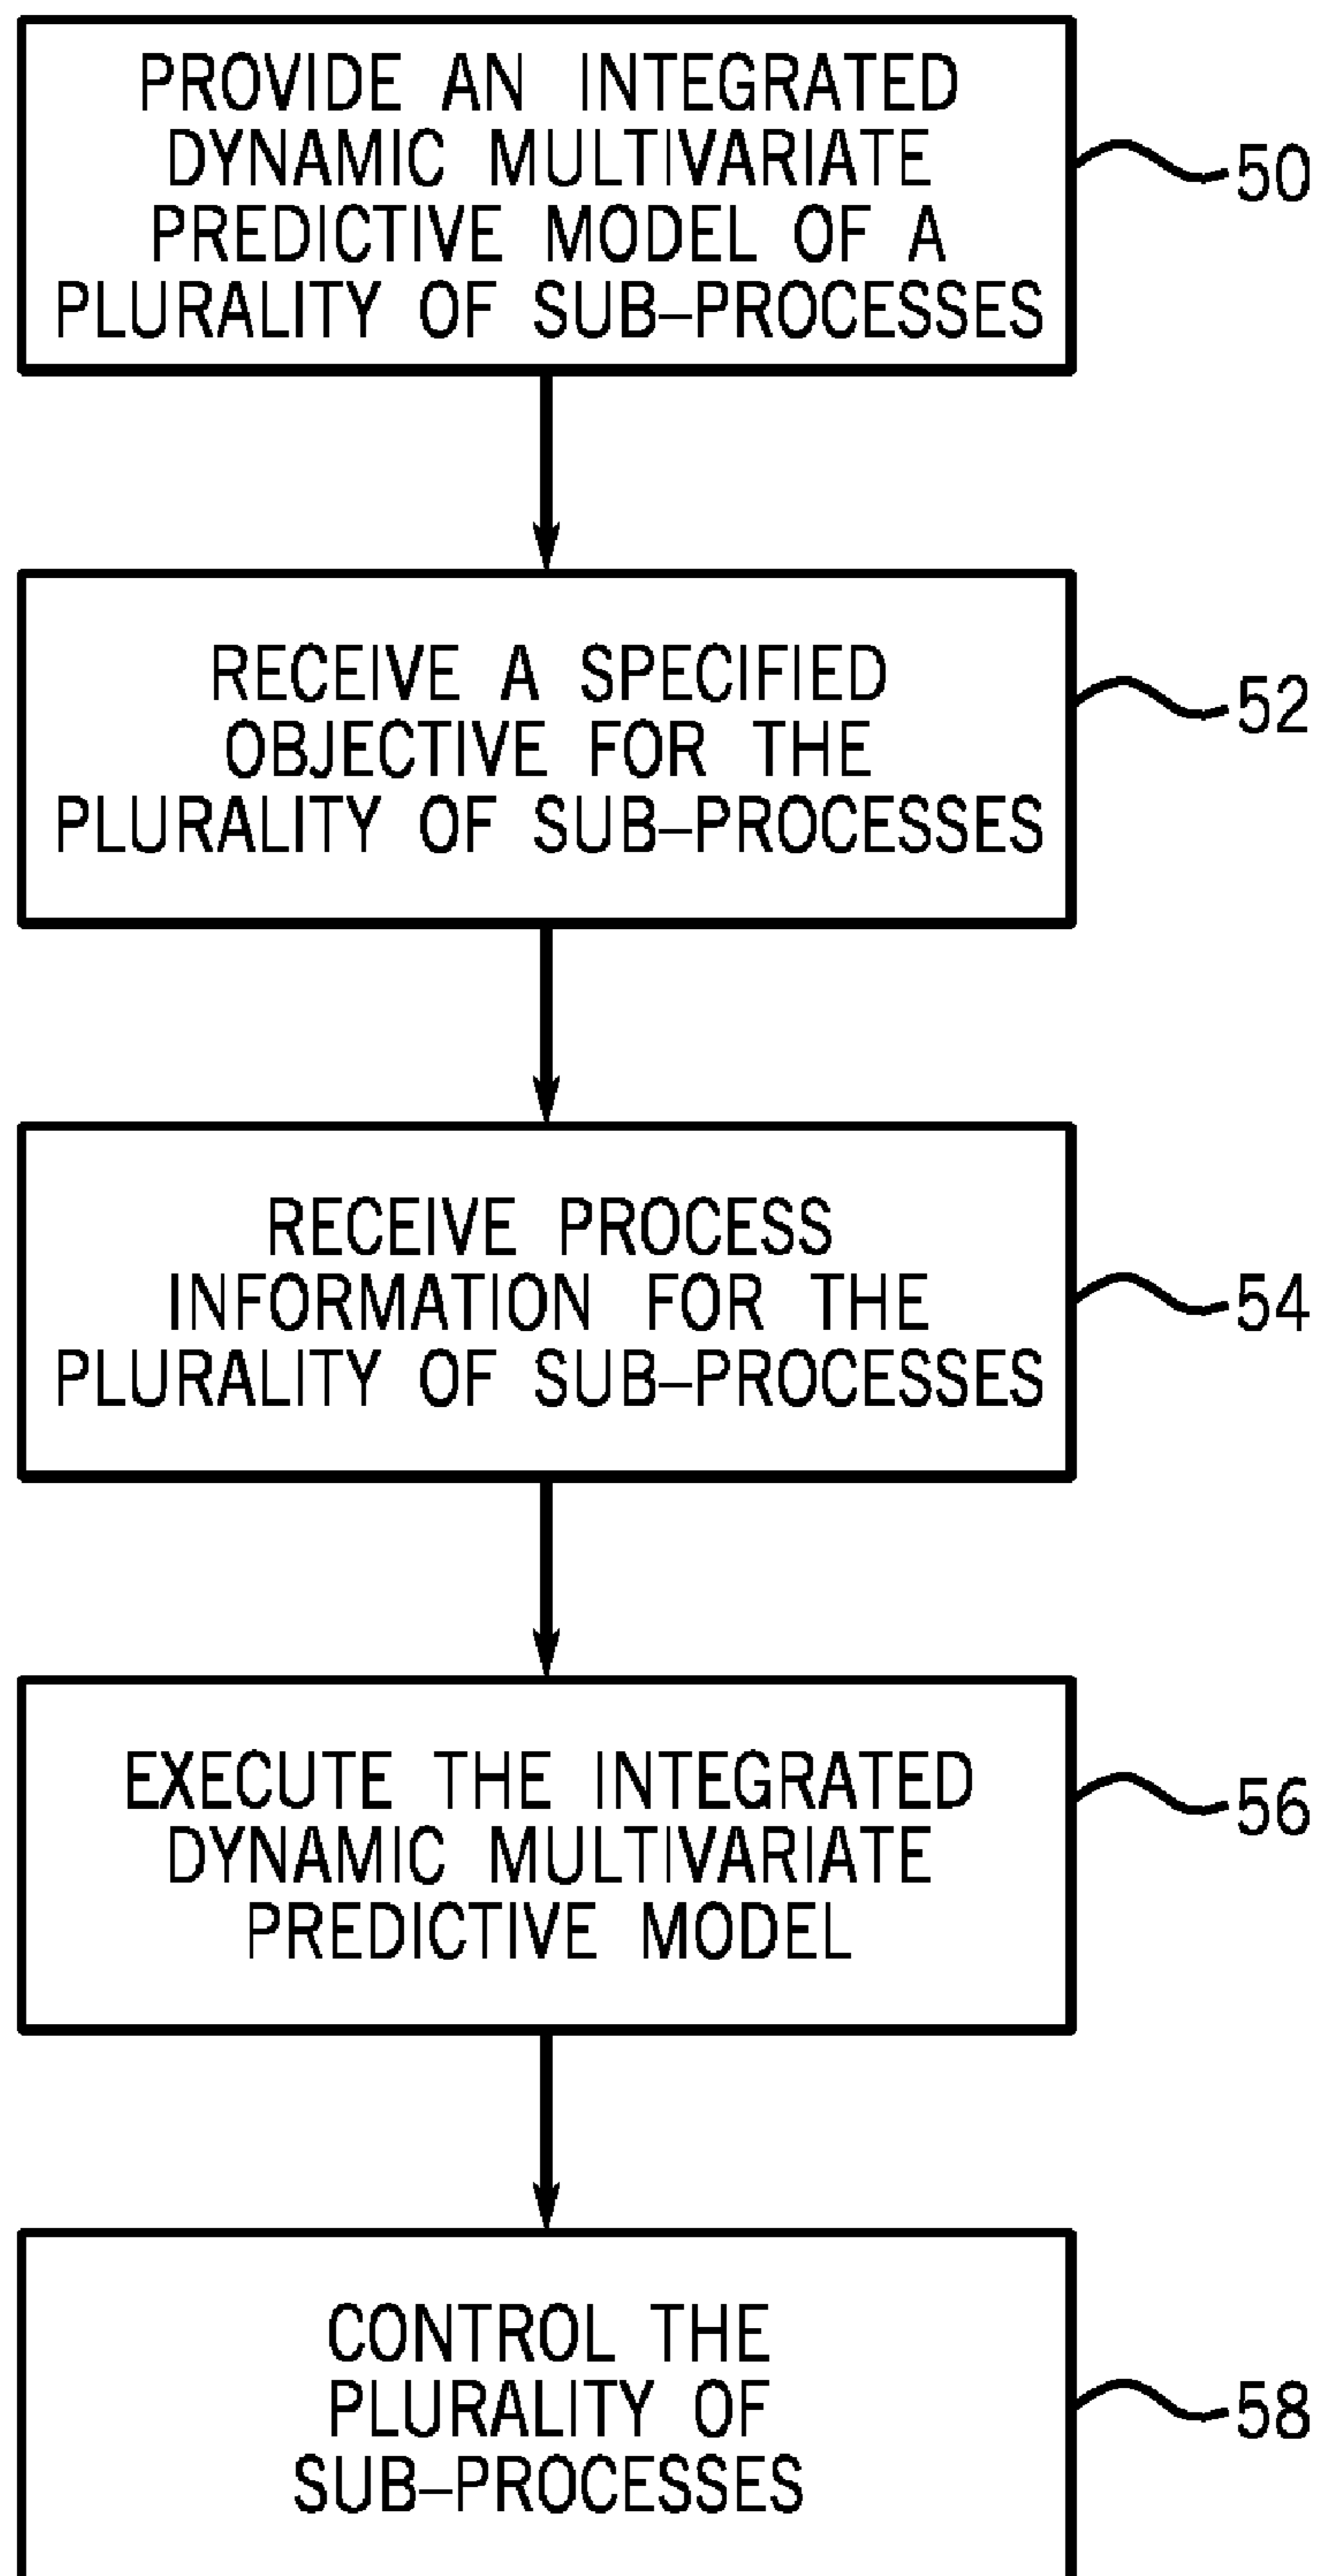 PROVIDE AN INTEGRATED
DYNAMIC MULTIVARIATE
PREDICTIVE MODEL OF A
PLURALITY OF SUB–PROCESSES
50
RECEIVE A SPECIFIED
OBJECTIVE FOR THE
PLURALITY OF SUB–PROCESSES
52
RECEIVE PROCESS
INFORMATION FOR THE
PLURALITY OF SUB–PROCESSES
54
EXECUTE THE INTEGRATED
DYNAMIC MULTIVARIATE
PREDICTIVE MODEL
56
CONTROL THE
PLURALITY OF
SUB–PROCESSES
58